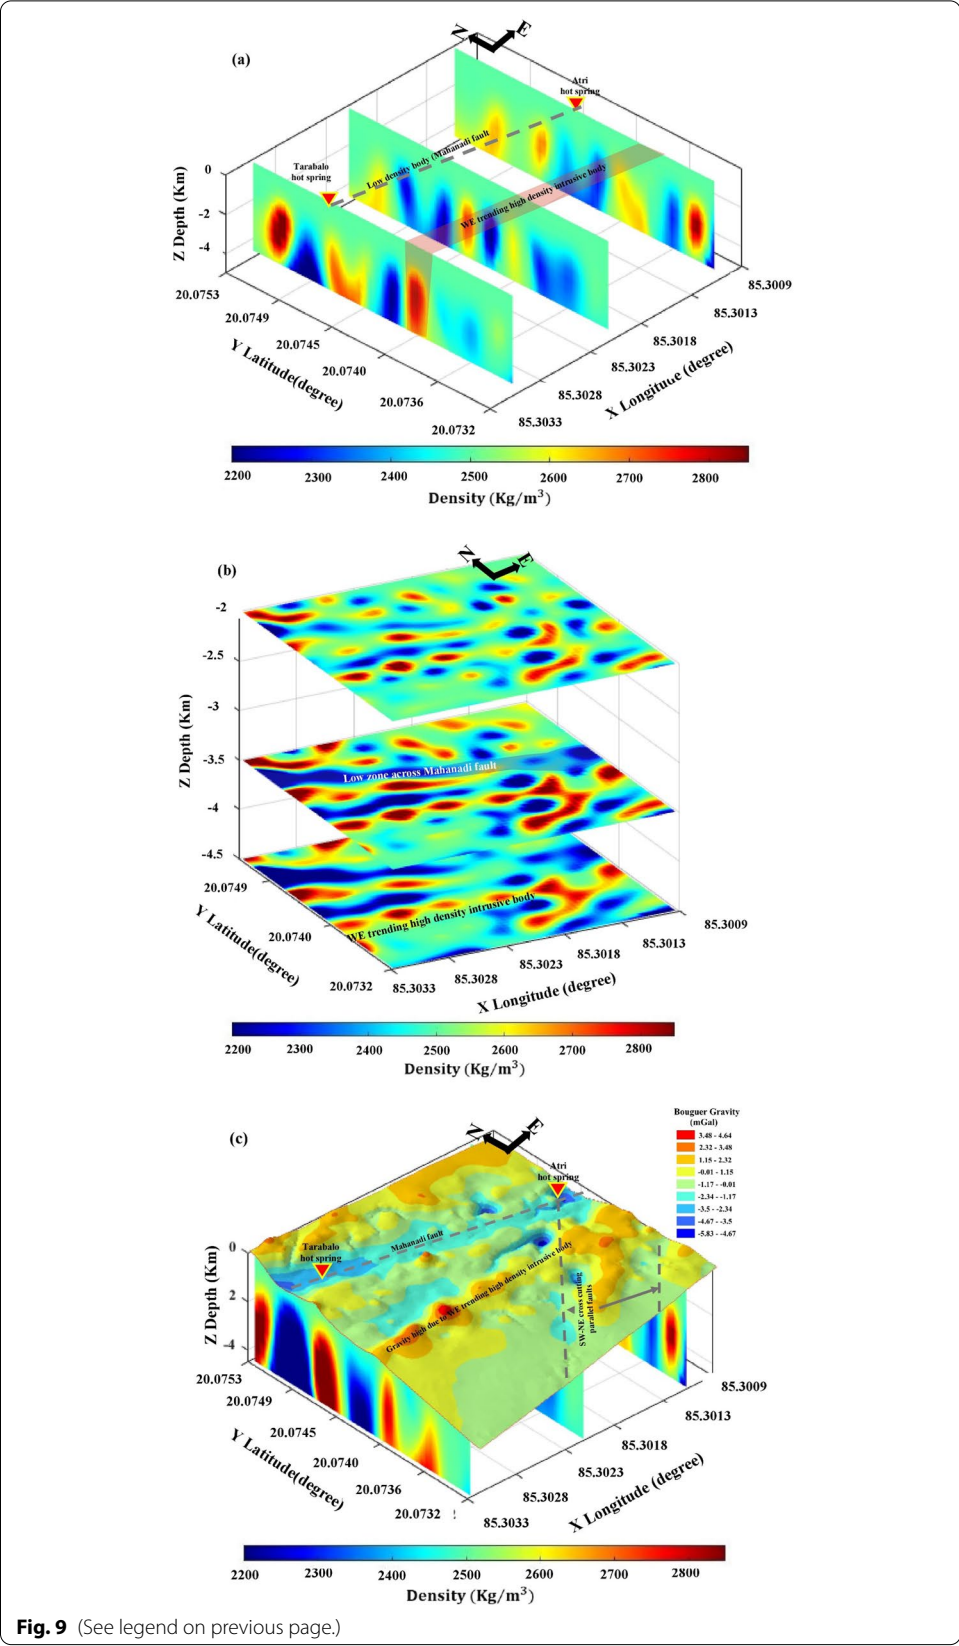 (a)
N E
Atri
hot spring
Low density body (Mahanadi fault
Tarabalo
hot spring
WE trending high density intrusive body
0
-2
-4
Z Depth (Km)
20.0753
20.0749
20.0745
20.0740
20.0736
20.0732
Y Latitude(degree)
85.3009
85.3013
85.3018
85.3023
85.3028
85.3033
X Longitude (degree)
2200 2300 2400 2500 2600 2700 2800
Density (Kg/m³)
(b)
N E
-2
-2.5
-3
-3.5
-4
-4.5
Z Depth (Km)
Low zone across Mahanadi fault
WE trending high density intrusive body
20.0749
20.0740
20.0732
Y Latitude(degree)
85.3009
85.3013
85.3018
85.3023
85.3028
85.3033
X Longitude (degree)
2200 2300 2400 2500 2600 2700 2800
Density (Kg/m³)
(c)
N E
Bouguer Gravity
(mGal)
3.48 - 4.64
2.32 - 3.48
1.15 - 2.32
-0.01 - 1.15
-1.17 - -0.01
-2.34 - -1.17
-3.5 - -2.34
-4.67 - -3.5
-5.83 - -4.67
Atri
hot spring
Tarabalo
hot spring
Mahanadi fault
Gravity high due to WE trending high density intrusive body
SW-NE cross cutting
parallel faults
0
2
-4
Z Depth (Km)
20.0753
20.0749
20.0745
20.0740
20.0736
20.0732
Y Latitude(degree)
85.3009
85.3013
85.3018
85.3023
85.3028
85.3033
X Longitude (degree)
2200 2300 2400 2500 2600 2700 2800
Density (Kg/m³)
Fig. 9 (See legend on previous page.)